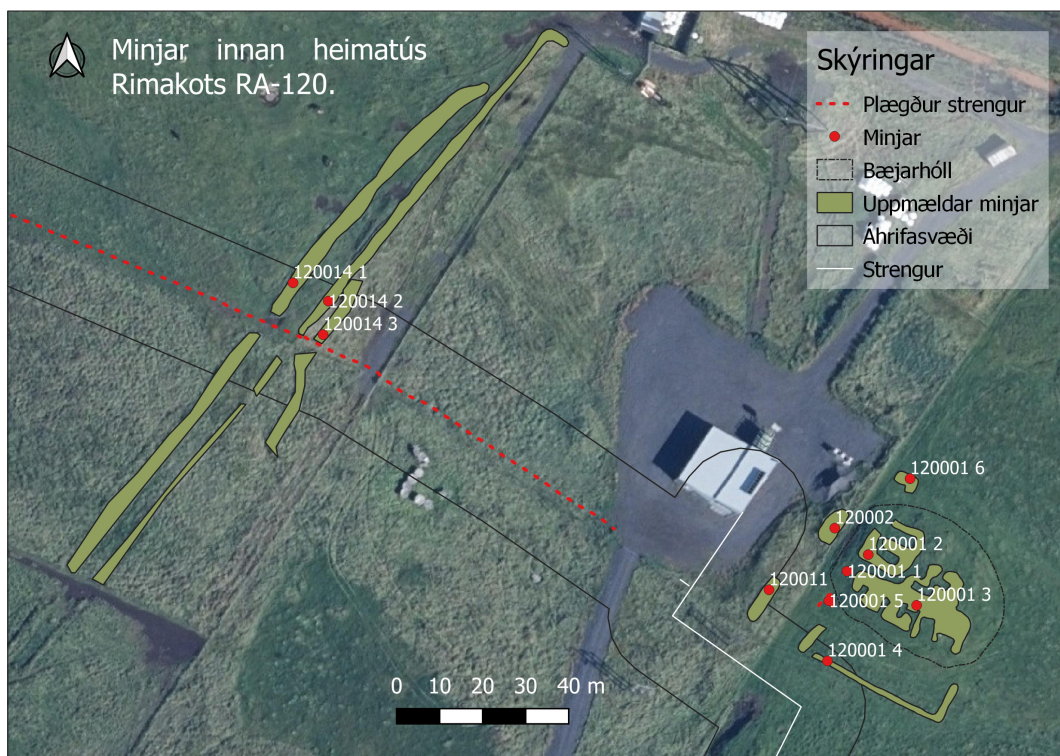 Minjar innan heimatús
Rimakots RA-120.
Skýringar
Plægður strengur
Minjar
Bæjarhóll
Uppmældar minjar
Áhrifasvæði
Strengur
120014 1
120014 2
120014 3
120001 6
120002
120001 2
120001 1
120011
120001 5
120001 3
120001 4
0 10 20 30 40 m